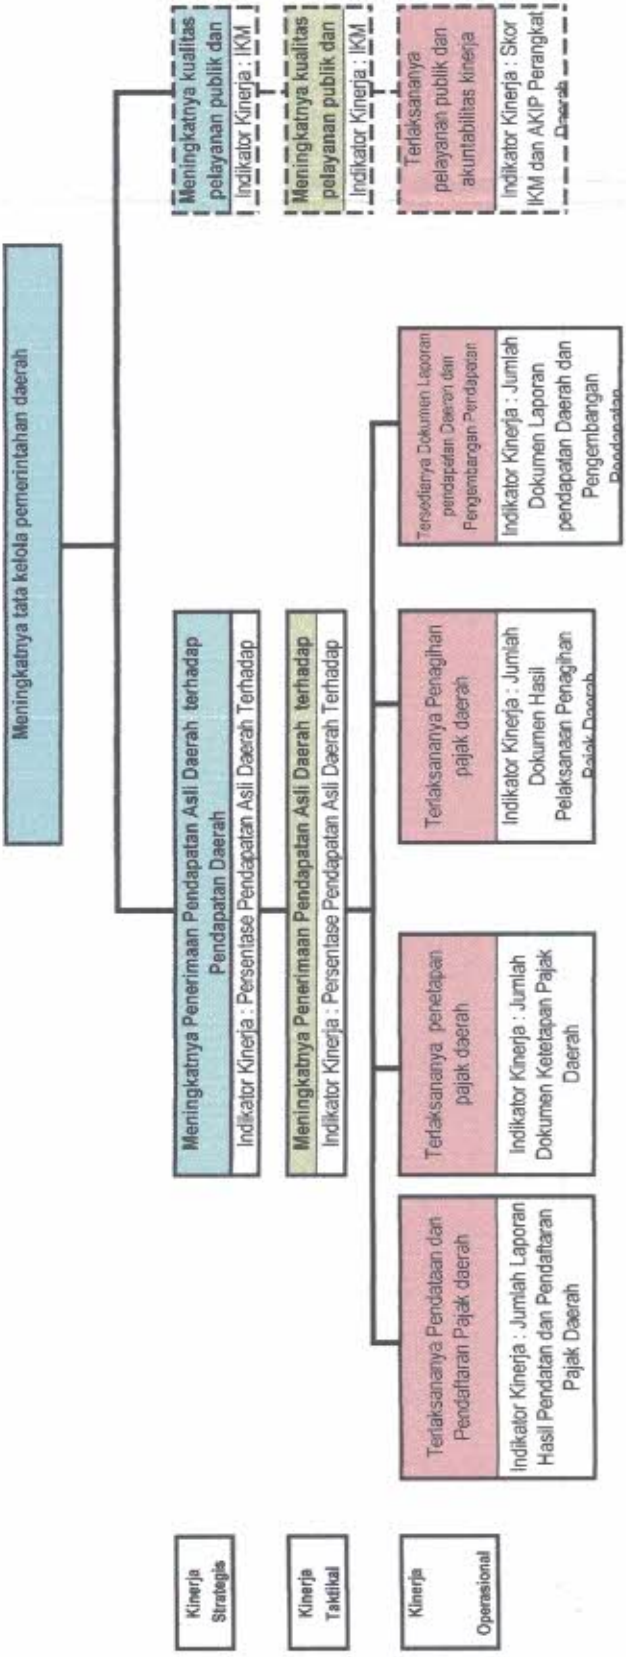 Meningkatnya tata kelola pemerintahan daerah
Kinerja
Strategis
Meningkatnya Penerimaan Pendapatan Asli Daerah terhadap
Pendapatan Daerah
Indikator Kinerja : Persentase Pendapatan Asli Daerah Terhadap
Meningkatnya kualitas
pelayanan publik dan
Indikator Kinerja : IKM
Kinerja
Taktikal
Meningkatnya Penerimaan Pendapatan Asli Daerah terhadap
Indikator Kinerja : Persentase Pendapatan Asli Daerah Terhadap
Meningkatnya kualitas
pelayanan publik dan
Indikator Kinerja : IKM
Kinerja
Operasional
Terlaksananya Pendataan dan
Pendaftaran Pajak daerah
Indikator Kinerja : Jumlah Laporan
Hasil Pendatan dan Pendaftaran
Pajak Daerah
Terlaksananya penetapan
pajak daerah
Indikator Kinerja : Jumlah
Dokumen Ketetapan Pajak
Daerah
Terlaksananya Penagihan
pajak daerah
Indikator Kinerja : Jumlah
Dokumen Hasil
Pelaksanaan Penagihan
Pajak Daerah
Tersedianya Dokumen Laporan
pendapatan Daerah dan
Pengembangan Pendapatan
Indikator Kinerja : Jumlah
Dokumen Laporan
pendapatan Daerah dan
Pengembangan
Pendapatan
Terlaksananya
pelayanan publik dan
akuntabilitas kinerja
Indikator Kinerja : Skor
IKM dan AKIP Perangkat
Daerah